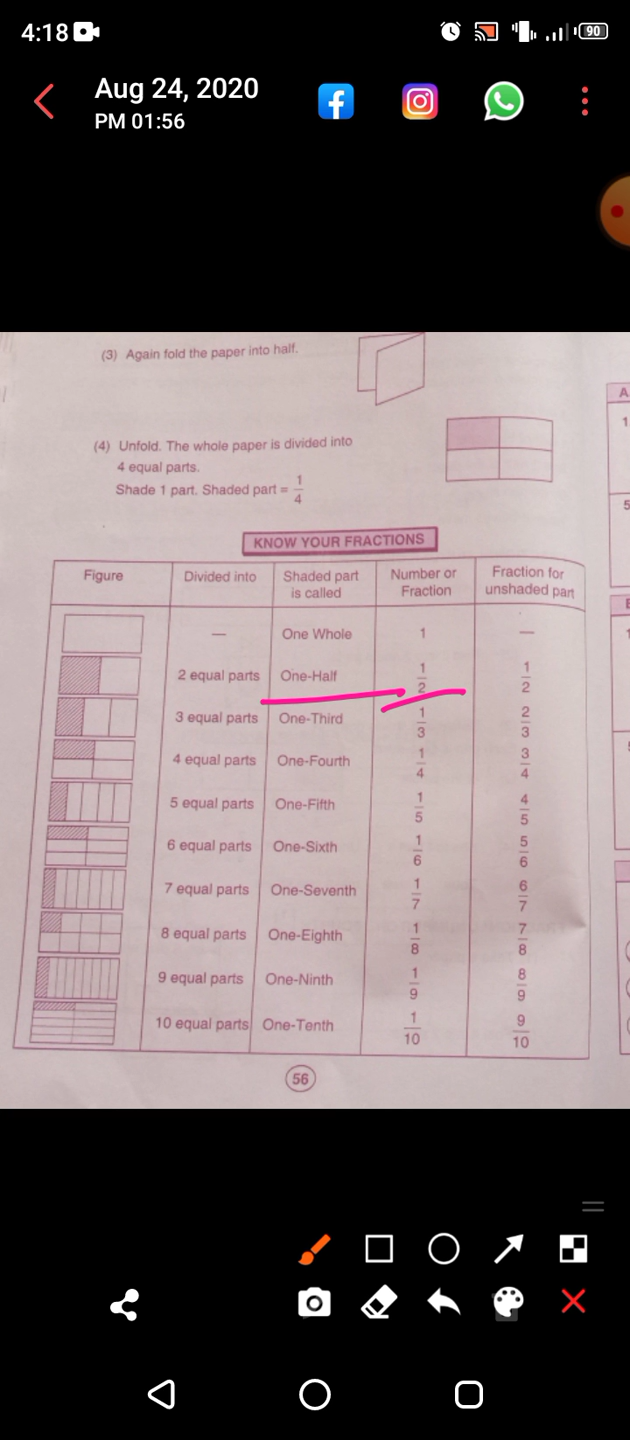 4:18
90
Aug 24, 2020
PM 01:56
(3) Again fold the paper into half.
(4) Unfold. The whole paper is divided into
4 equal parts.
Shade 1 part. Shaded part = 1/4
KNOW YOUR FRACTIONS
Figure Divided into Shaded part is called Number or Fraction Fraction for unshaded part
— One Whole 1 —
2 equal parts One-Half 1/2 1/2
3 equal parts One-Third 1/3 2/3
4 equal parts One-Fourth 1/4 3/4
5 equal parts One-Fifth 1/5 4/5
6 equal parts One-Sixth 1/6 5/6
7 equal parts One-Seventh 1/7 6/7
8 equal parts One-Eighth 1/8 7/8
9 equal parts One-Ninth 1/9 8/9
10 equal parts One-Tenth 1/10 9/10
56
A
1
5